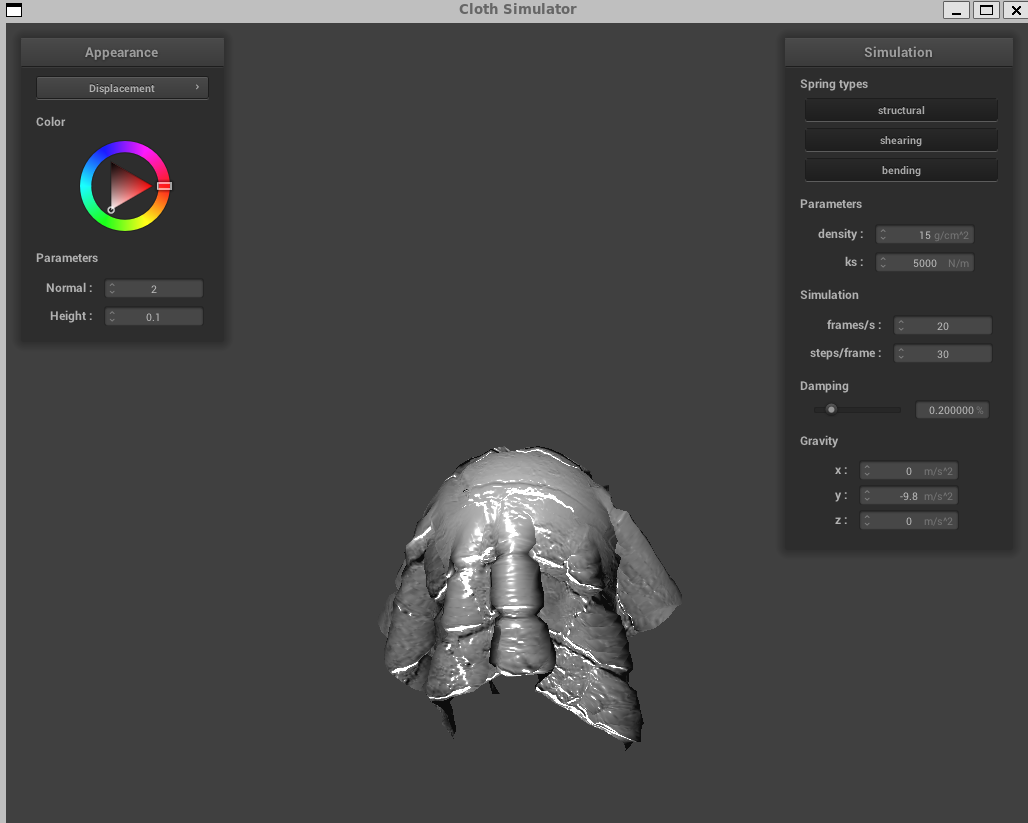 Cloth Simulator
Appearance
Displacement
Color
Parameters
Normal : 2
Height : 0.1
Simulation
Spring types
structural
shearing
bending
Parameters
density : 15 g/cm^2
ks : 5000 N/m
Simulation
frames/s : 20
steps/frame : 30
Damping
0.200000 %
Gravity
x : 0 m/s^2
y : -9.8 m/s^2
z : 0 m/s^2